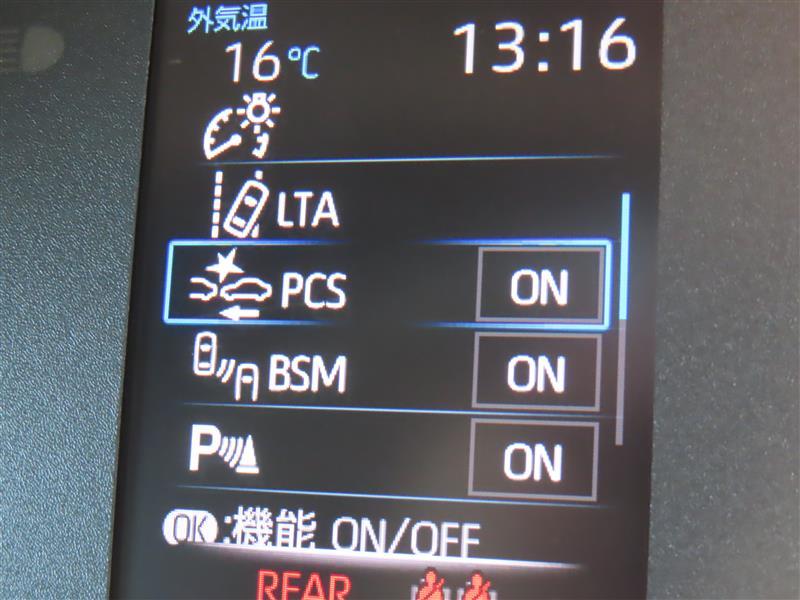 外気温
16℃ 13:16
LTA
PCS ON
BSM ON
P ON
OK:機能 ON/OFF
REAR